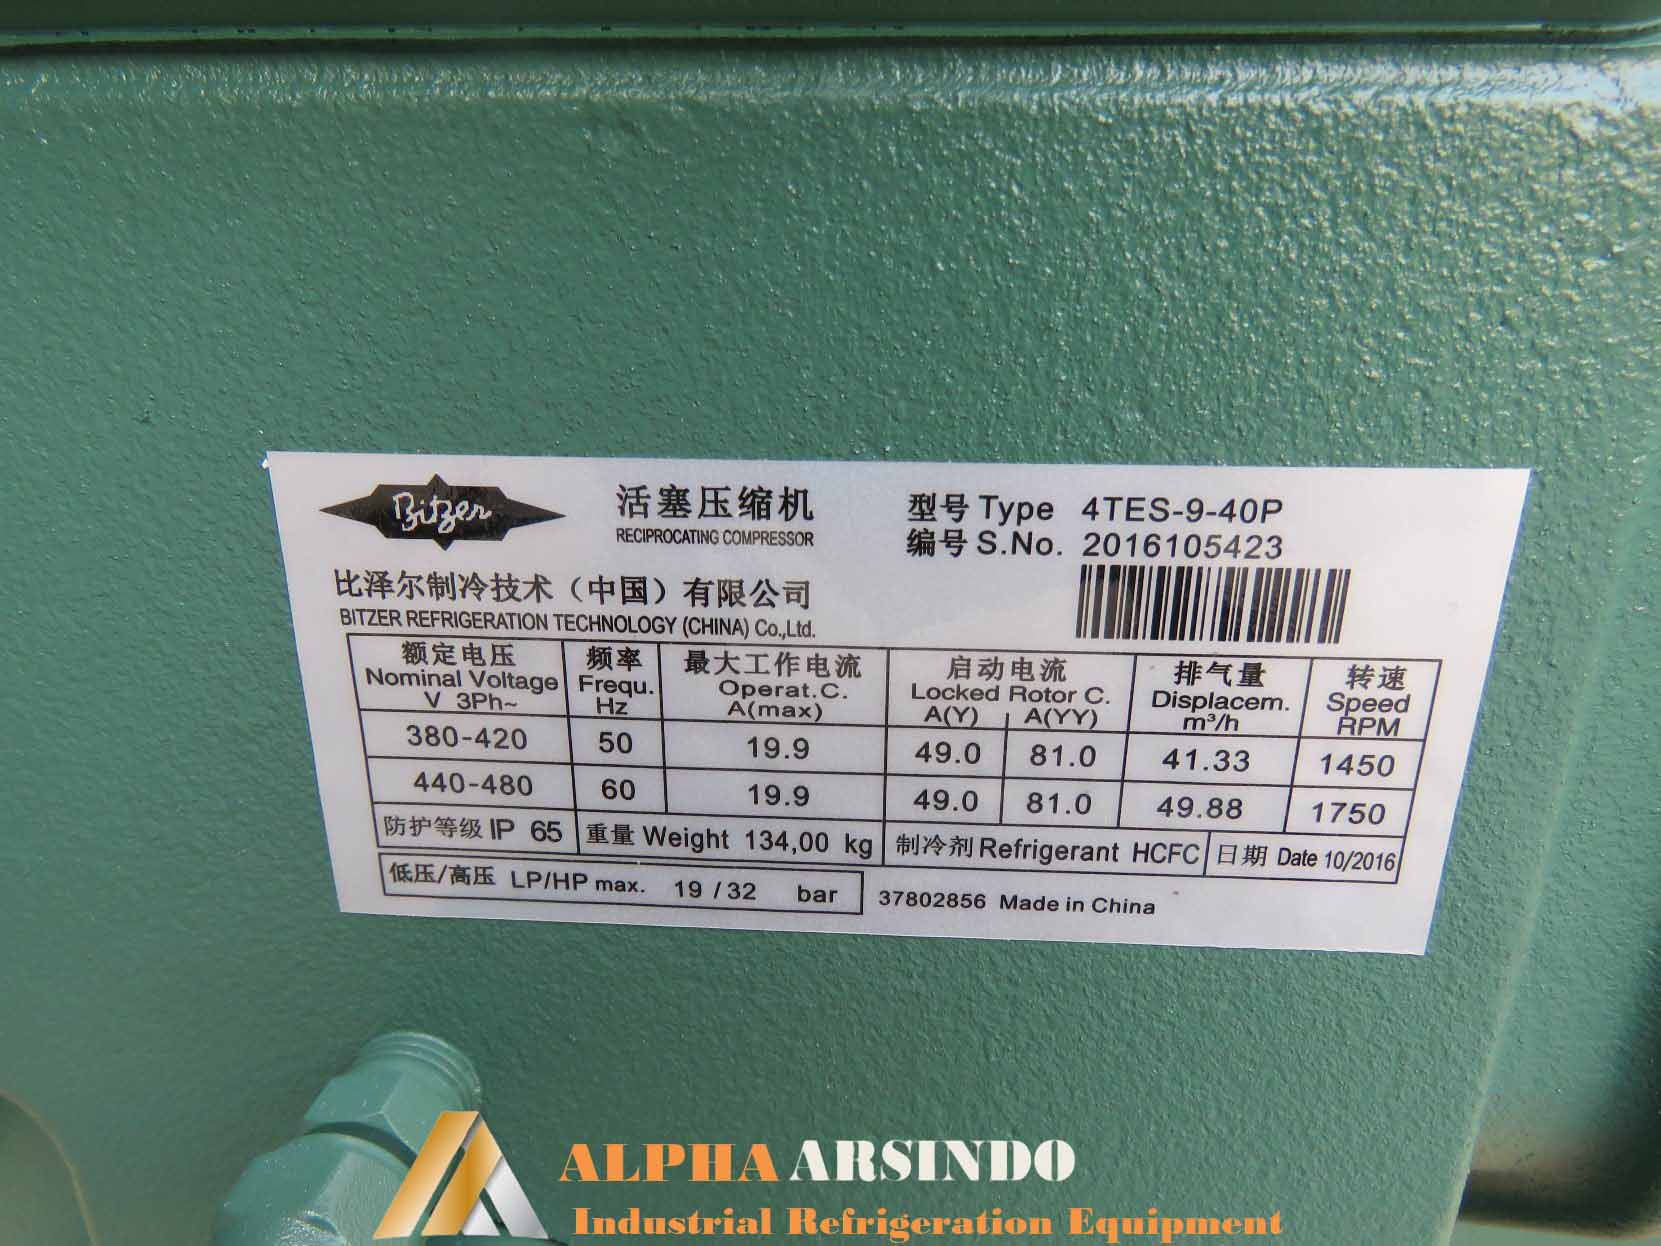 Bitzer
活塞压缩机
RECIPROCATING COMPRESSOR
型号 Type 4TES-9-40P
编号 S.No. 2016105423
比泽尔制冷技术（中国）有限公司
BITZER REFRIGERATION TECHNOLOGY (CHINA) Co.,Ltd.
额定电压 频率 最大工作电流 启动电流 排气量 转速
Nominal Voltage Frequ. Operat.C. Locked Rotor C. Displacem. Speed
V 3Ph~ Hz A(max) A(Y) A(YY) m³/h RPM
380-420 50 19.9 49.0 81.0 41.33 1450
440-480 60 19.9 49.0 81.0 49.88 1750
防护等级 IP 65 重量 Weight 134,00 kg 制冷剂 Refrigerant HCFC 日期 Date 10/2016
低压/高压 LP/HP max. 19 / 32 bar 37802856 Made in China
ALPHA ARSINDO
Industrial Refrigeration Equipment